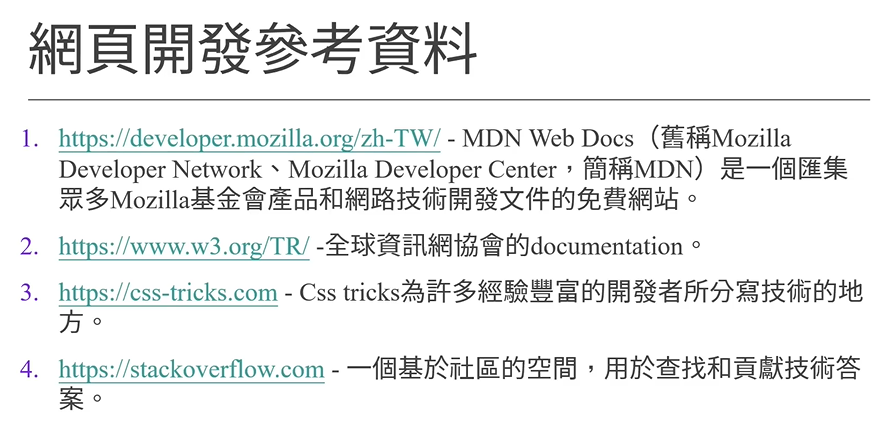 網頁開發參考資料
1. https://developer.mozilla.org/zh-TW/ - MDN Web Docs（舊稱Mozilla
Developer Network、Mozilla Developer Center，簡稱MDN）是一個匯集
眾多Mozilla基金會產品和網路技術開發文件的免費網站。
2. https://www.w3.org/TR/ -全球資訊網協會的documentation。
3. https://css-tricks.com - Css tricks為許多經驗豐富的開發者所分寫技術的地
方。
4. https://stackoverflow.com - 一個基於社區的空間，用於查找和貢獻技術答
案。